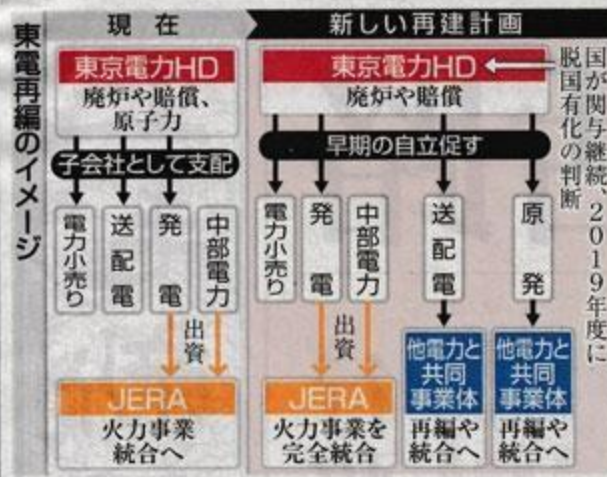 東電再編のイメージ
現在
東京電力HD
廃炉や賠償、
原子力
子会社として支配
電力小売り
送配電
発電
中部電力
出資
JERA
火力事業
統合へ
新しい再建計画
東京電力HD
廃炉や賠償
国が関与継続 2019年度に
脱国有化の判断
早期の自立促す
電力小売り
発電
中部電力
送配電
原発
出資
JERA
火力事業を
完全統合
他電力と
共同
事業体
再編や
統合へ
他電力と
共同
事業体
再編や
統合へ